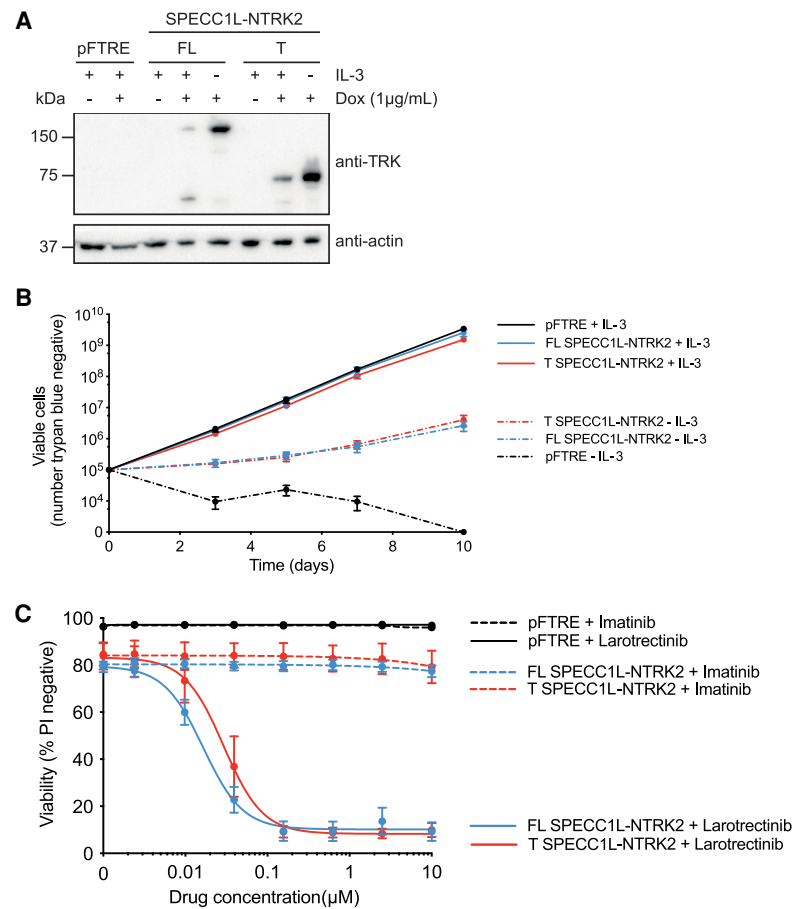 A
SPECC1L-NTRK2
pFTRE FL T
+ + + + - + + - IL-3
kDa - + - + + - + + Dox (1µg/mL)
150
75
anti-TRK
37
anti-actin
B
Viable cells
(number trypan blue negative)
10^10
10^9
10^8
10^7
10^6
10^5
10^4
0
0 2 4 6 8 10
Time (days)
pFTRE + IL-3
FL SPECC1L-NTRK2 + IL-3
T SPECC1L-NTRK2 + IL-3
T SPECC1L-NTRK2 - IL-3
FL SPECC1L-NTRK2 - IL-3
pFTRE - IL-3
C
Viability (% PI negative)
100
80
60
40
20
0
0 0.01 0.1 1 10
Drug concentration(µM)
pFTRE + Imatinib
pFTRE + Larotrectinib
FL SPECC1L-NTRK2 + Imatinib
T SPECC1L-NTRK2 + Imatinib
FL SPECC1L-NTRK2 + Larotrectinib
T SPECC1L-NTRK2 + Larotrectinib